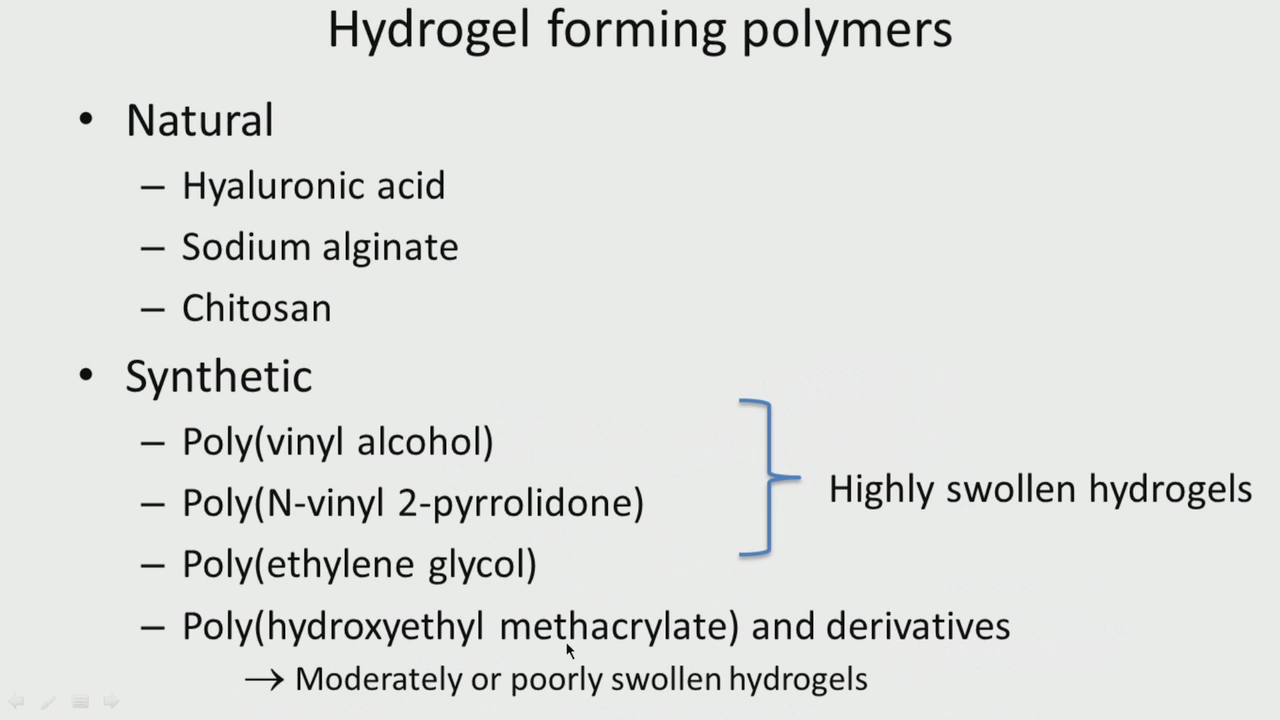 Hydrogel forming polymers
• Natural
– Hyaluronic acid
– Sodium alginate
– Chitosan
• Synthetic
– Poly(vinyl alcohol)
– Poly(N-vinyl 2-pyrrolidone)
– Poly(ethylene glycol)
Highly swollen hydrogels
– Poly(hydroxyethyl methacrylate) and derivatives
→ Moderately or poorly swollen hydrogels